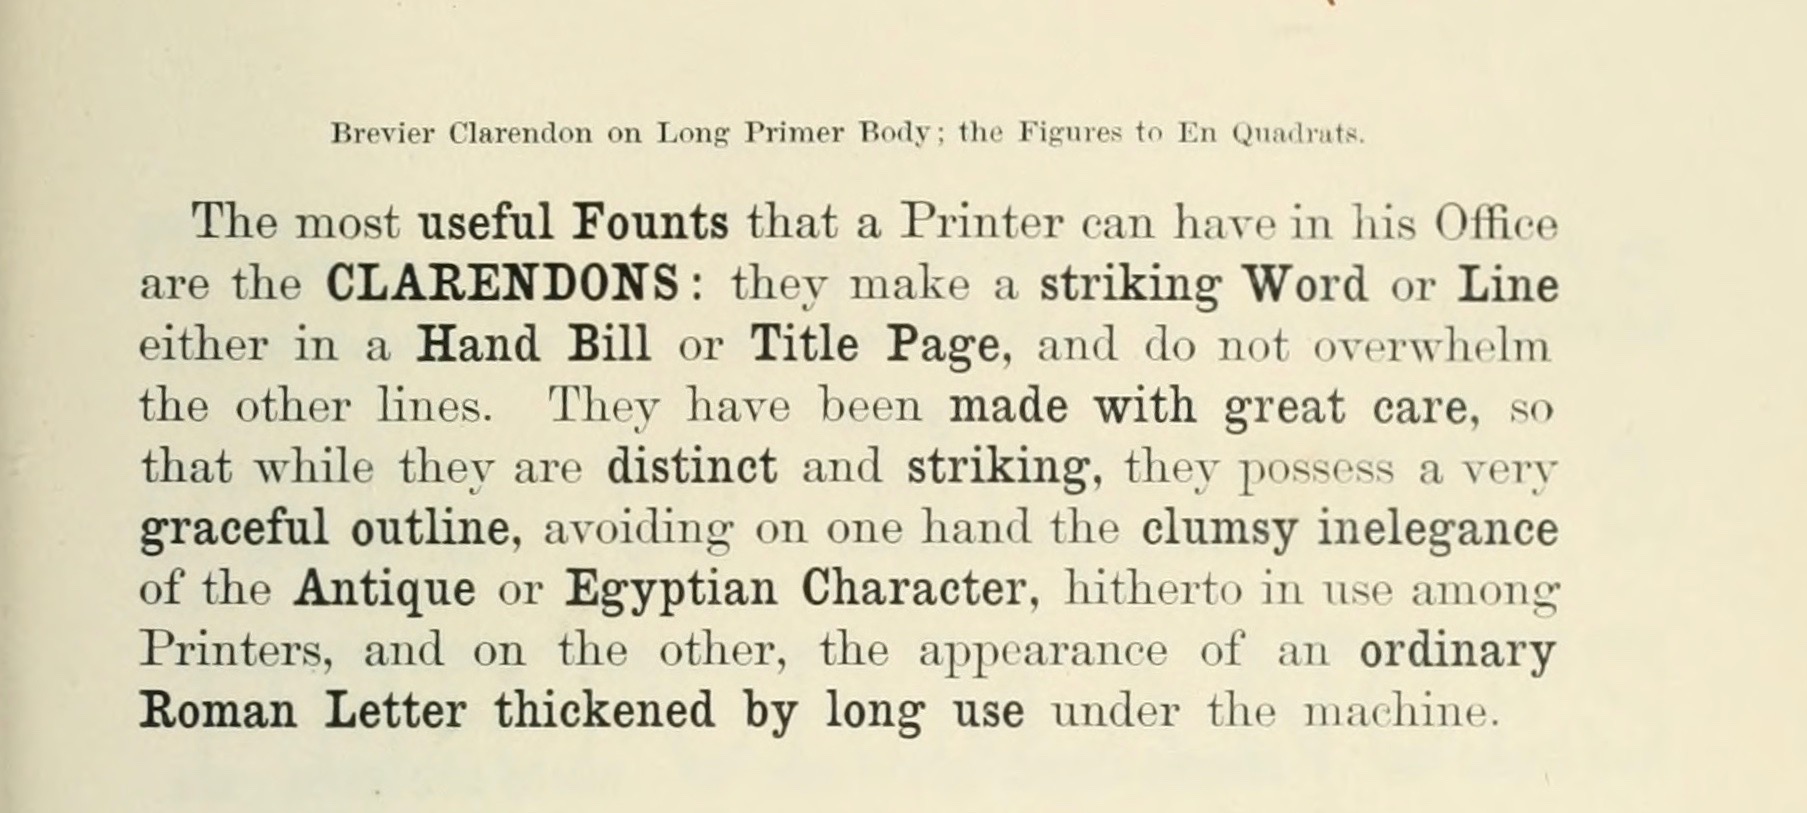 Brevier Clarendon on Long Primer Body; the Figures to En Quadrats.
The most useful Founts that a Printer can have in his Office
are the CLARENDONS: they make a striking Word or Line
either in a Hand Bill or Title Page, and do not overwhelm
the other lines. They have been made with great care, so
that while they are distinct and striking, they possess a very
graceful outline, avoiding on one hand the clumsy inelegance
of the Antique or Egyptian Character, hitherto in use among
Printers, and on the other, the appearance of an ordinary
Roman Letter thickened by long use under the machine.